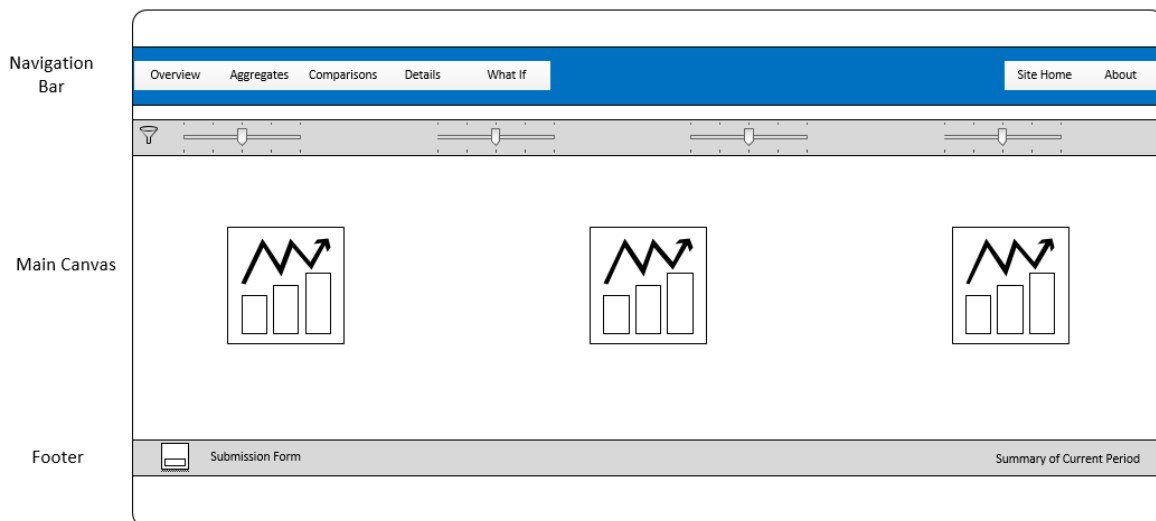 Navigation
Bar
Overview Aggregates Comparisons Details What If Site Home About
Main Canvas
Footer
Submission Form Summary of Current Period